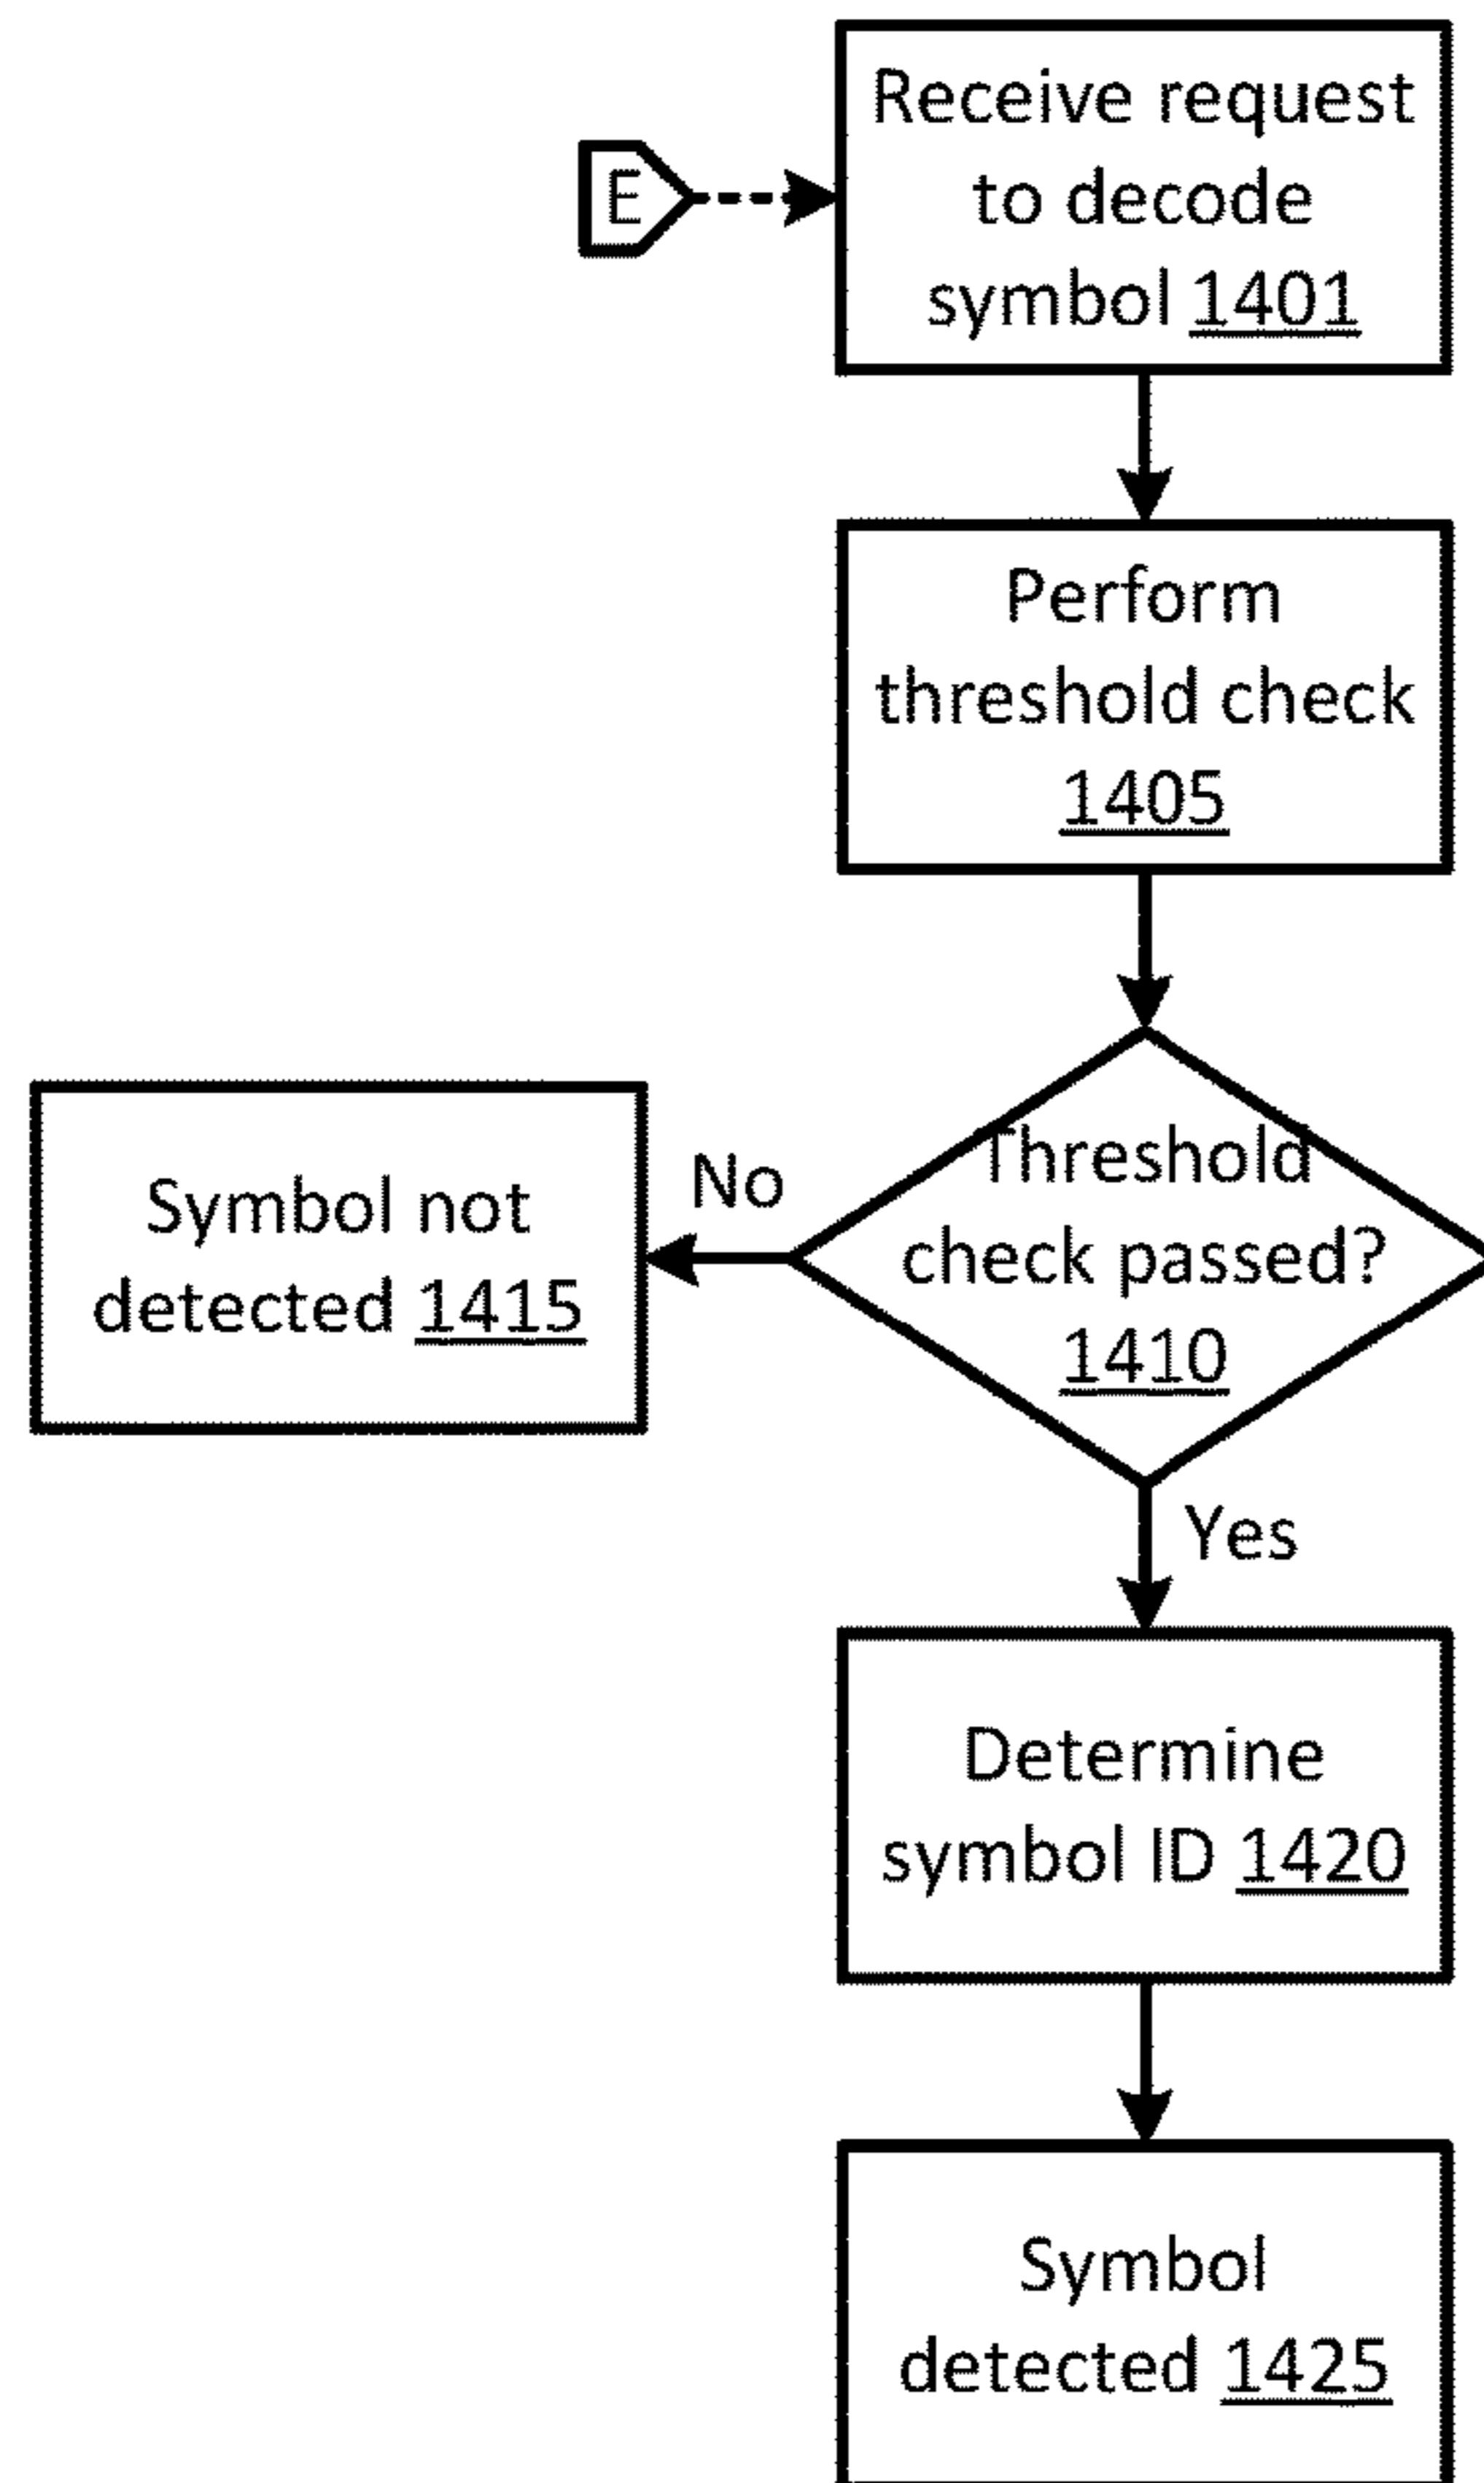 Receive request
to decode
symbol 1401
E
Perform
threshold check
1405
Threshold
check passed?
1410
No
Symbol not
detected 1415
Yes
Determine
symbol ID 1420
Symbol
detected 1425